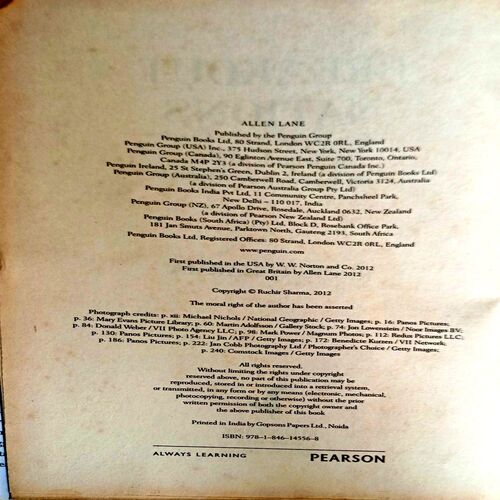 ALLEN LANE
Published by the Penguin Group
Penguin Books Ltd, 80 Strand, London WC2R 0RL, England
Penguin Group (USA) Inc., 375 Hudson Street, New York, New York 10014, USA
Penguin Group (Canada), 90 Eglinton Avenue East, Suite 700, Toronto, Ontario,
Canada M4P 2Y3 (a division of Pearson Penguin Canada Inc.)
Penguin Ireland, 25 St Stephen's Green, Dublin 2, Ireland (a division of Penguin Books Ltd)
Penguin Group (Australia), 250 Camberwell Road, Camberwell, Victoria 3124, Australia
(a division of Pearson Australia Group Pty Ltd)
Penguin Books India Pvt Ltd, 11 Community Centre, Panchsheel Park,
New Delhi – 110 017, India
Penguin Group (NZ), 67 Apollo Drive, Rosedale, Auckland 0632, New Zealand
(a division of Pearson New Zealand Ltd)
Penguin Books (South Africa) (Pty) Ltd, Block D, Rosebank Office Park,
181 Jan Smuts Avenue, Parktown North, Gauteng 2193, South Africa
Penguin Books Ltd, Registered Offices: 80 Strand, London WC2R 0RL, England
www.penguin.com
First published in the USA by W. W. Norton and Co. 2012
First published in Great Britain by Allen Lane 2012
001
Copyright © Ruchir Sharma, 2012
The moral right of the author has been asserted
Photograph credits: p. xii: Michael Nichols / National Geographic / Getty Images; p. 16: Panos Pictures;
p. 36: Mary Evans Picture Library; p. 60: Martin Adolfsson / Gallery Stock; p. 74: Jon Lowenstein / Noor Images BV;
p. 84: Donald Weber / VII Photo Agency LLC; p. 98: Mark Power / Magnum Photos; p. 112: Redux Pictures LLC;
p. 130: Panos Pictures; p. 154: Liu Jin / AFP / Getty Images; p. 172: Benedicte Kurzen / VII Network;
p. 186: Panos Pictures; p. 222: Jan Cobb Photography Ltd / Photographer's Choice / Getty Images;
p. 240: Comstock Images / Getty Images
All rights reserved.
Without limiting the rights under copyright
reserved above, no part of this publication may be
reproduced, stored in or introduced into a retrieval system,
or transmitted, in any form or by any means (electronic, mechanical,
photocopying, recording or otherwise) without the prior
written permission of both the copyright owner and
the above publisher of this book
Printed in India by Gopsons Papers Ltd., Noida
ISBN: 978-1-846-14556-8
ALWAYS LEARNING PEARSON